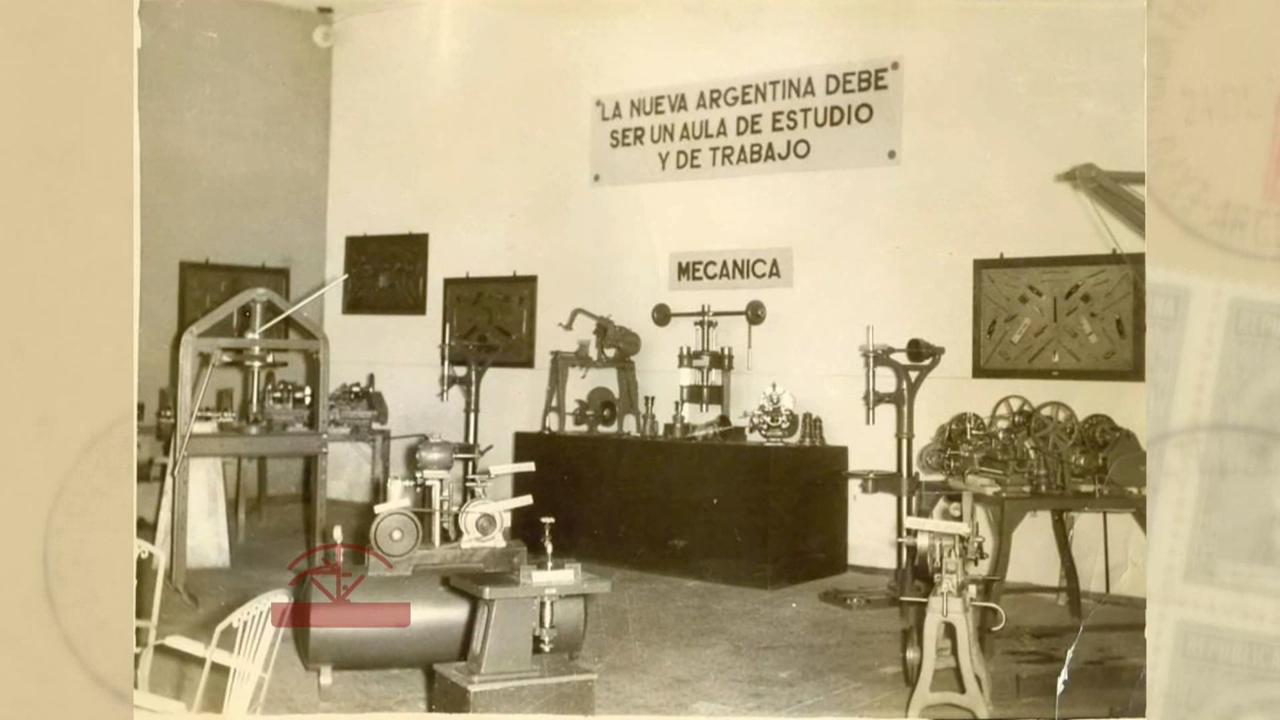 "LA NUEVA ARGENTINA DEBE"
SER UN AULA DE ESTUDIO
Y DE TRABAJO
MECANICA